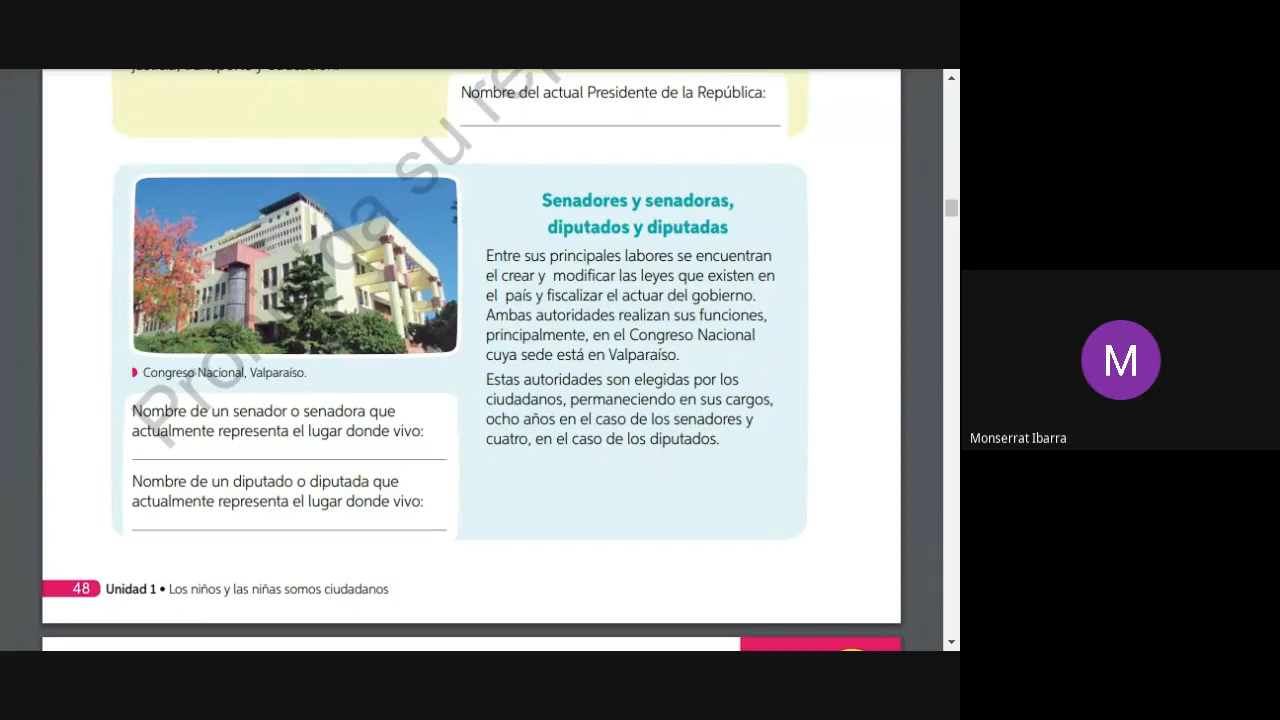 Nombre del actual Presidente de la República:
Senadores y senadoras,
diputados y diputadas
Entre sus principales labores se encuentran
el crear y modificar las leyes que existen en
el país y fiscalizar el actuar del gobierno.
Ambas autoridades realizan sus funciones,
principalmente, en el Congreso Nacional
cuya sede está en Valparaíso.
Estas autoridades son elegidas por los
ciudadanos, permaneciendo en sus cargos,
ocho años en el caso de los senadores y
cuatro, en el caso de los diputados.
Congreso Nacional, Valparaíso.
Nombre de un senador o senadora que
actualmente representa el lugar donde vivo:
Nombre de un diputado o diputada que
actualmente representa el lugar donde vivo:
48 Unidad 1 • Los niños y las niñas somos ciudadanos
su
M
Monserrat Ibarra